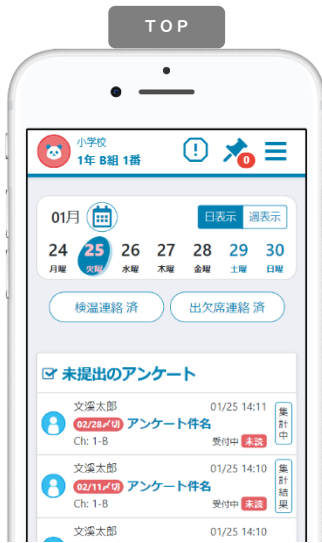 TOP
小学校
1年 B組 1番
0
01月
日表示 週表示
24 25 26 27 28 29 30
月曜 火曜 水曜 木曜 金曜 土曜 日曜
検温連絡 済 出欠席連絡 済
未提出のアンケート
文溪太郎 01/25 14:11
02/28〆切 アンケート件名
Ch: 1-B 受付中 未読
集計中
文溪太郎 01/25 14:10
02/11〆切 アンケート件名
Ch: 1-B 受付中 未読
集計結果
文溪太郎 01/25 14:10